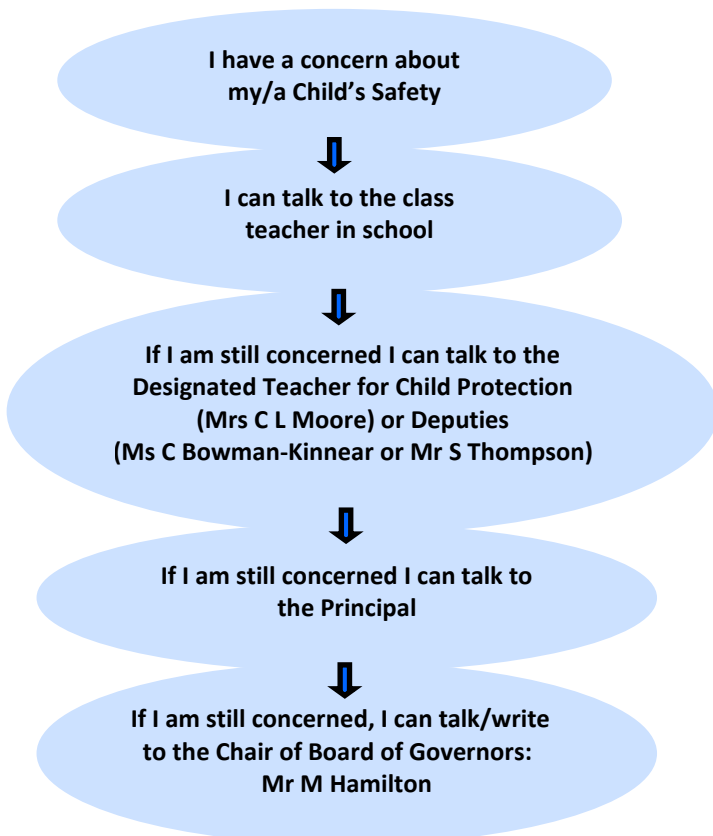 I have a concern about
my/a Child’s Safety
I can talk to the class
teacher in school
If I am still concerned I can talk to the
Designated Teacher for Child Protection
(Mrs C L Moore) or Deputies
(Ms C Bowman-Kinnear or Mr S Thompson)
If I am still concerned I can talk to
the Principal
If I am still concerned, I can talk/write
to the Chair of Board of Governors:
Mr M Hamilton